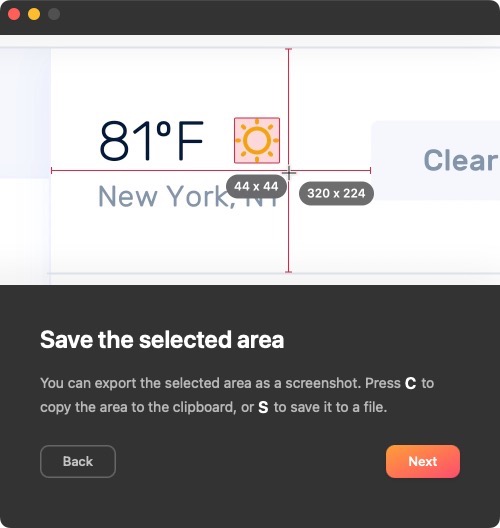 81°F
Clear
44 x 44
320 x 224
New York, NY
Save the selected area
You can export the selected area as a screenshot. Press C to
copy the area to the clipboard, or S to save it to a file.
Back
Next